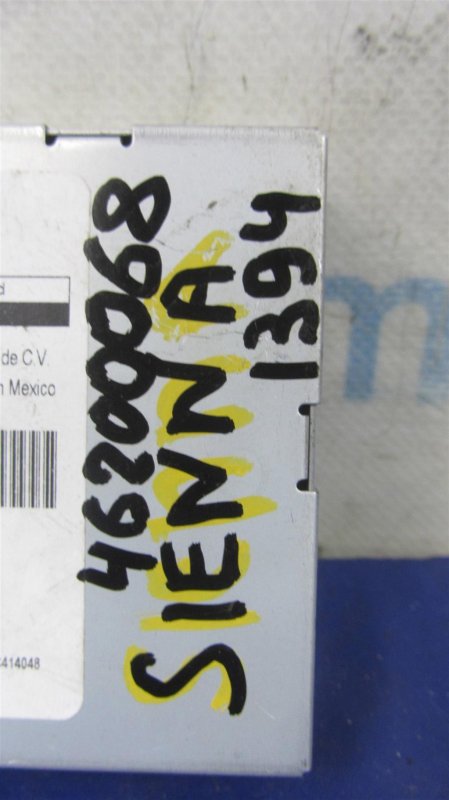 46200068
SIENNA
1394
d
de C.V.
n Mexico
414048
m